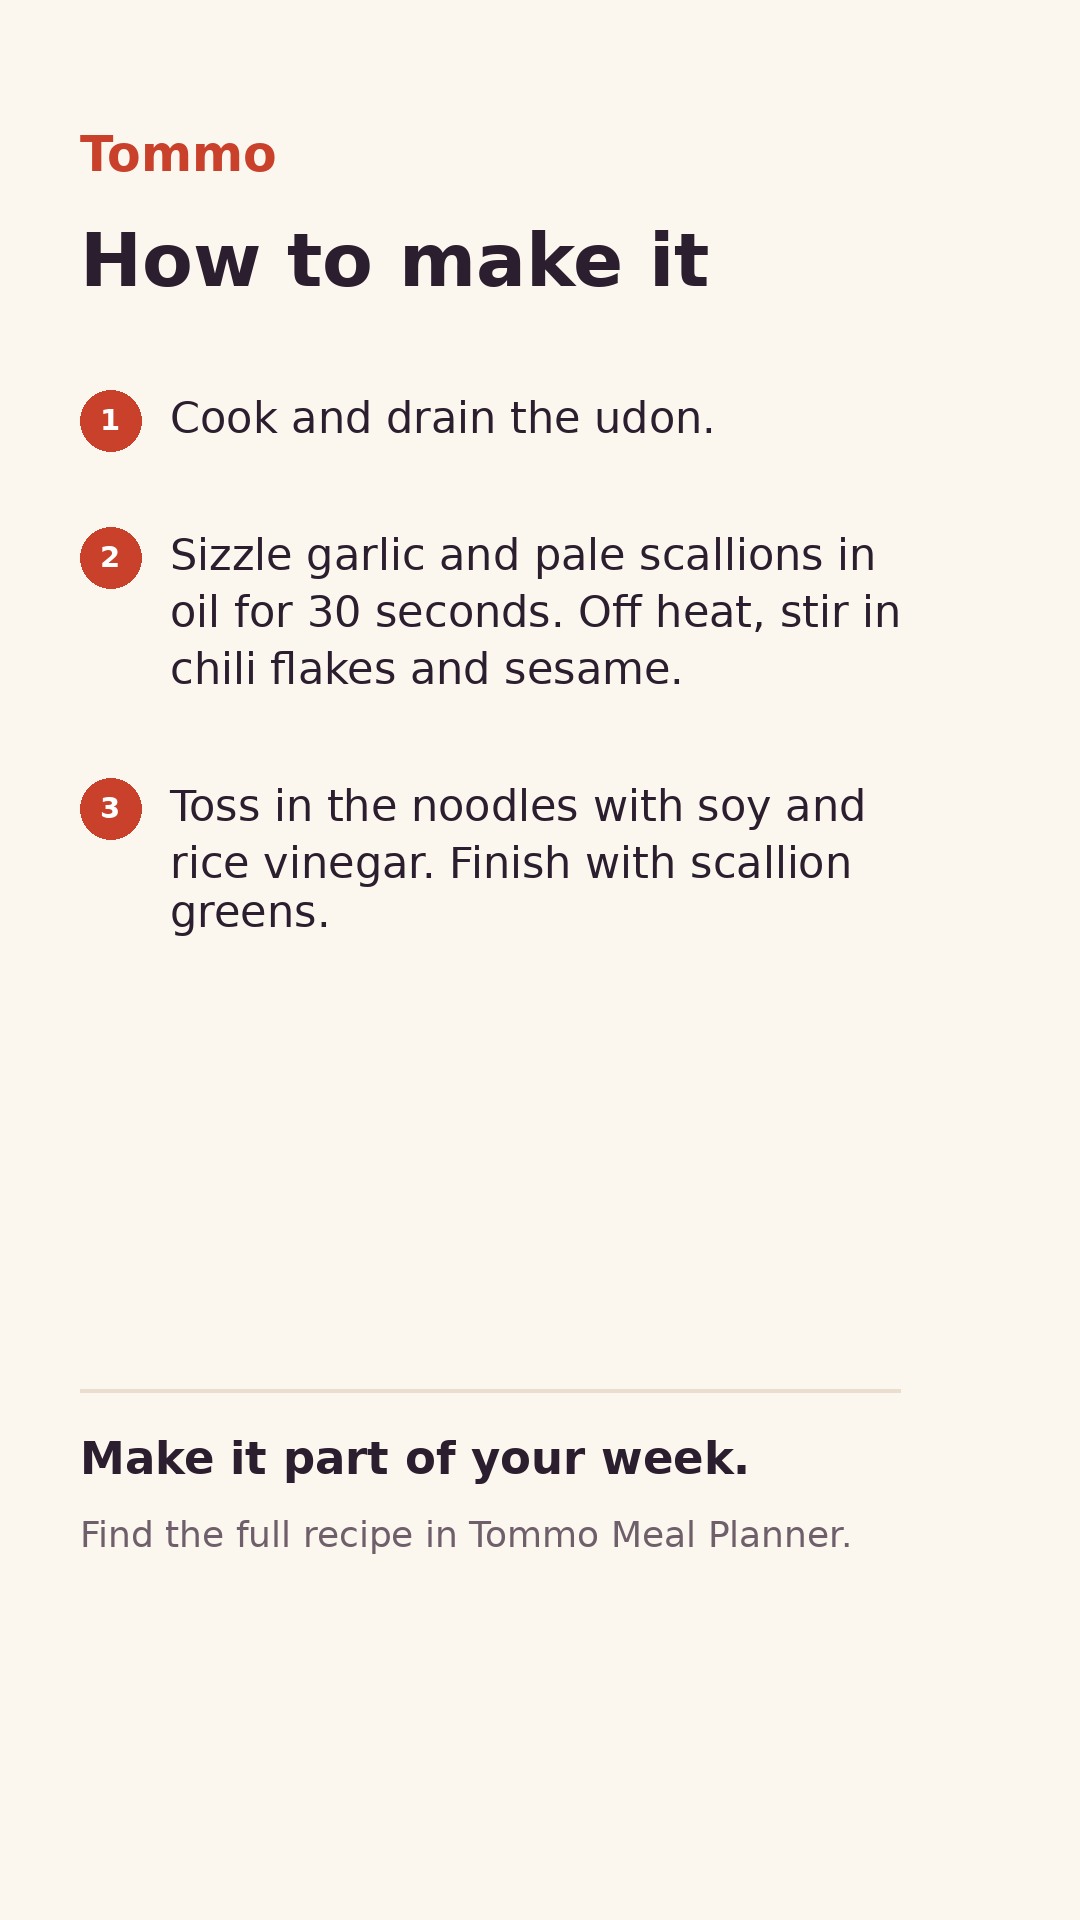 Tommo
How to make it
1 Cook and drain the udon.
2 Sizzle garlic and pale scallions in
oil for 30 seconds. Off heat, stir in
chili flakes and sesame.
3 Toss in the noodles with soy and
rice vinegar. Finish with scallion
greens.
Make it part of your week.
Find the full recipe in Tommo Meal Planner.